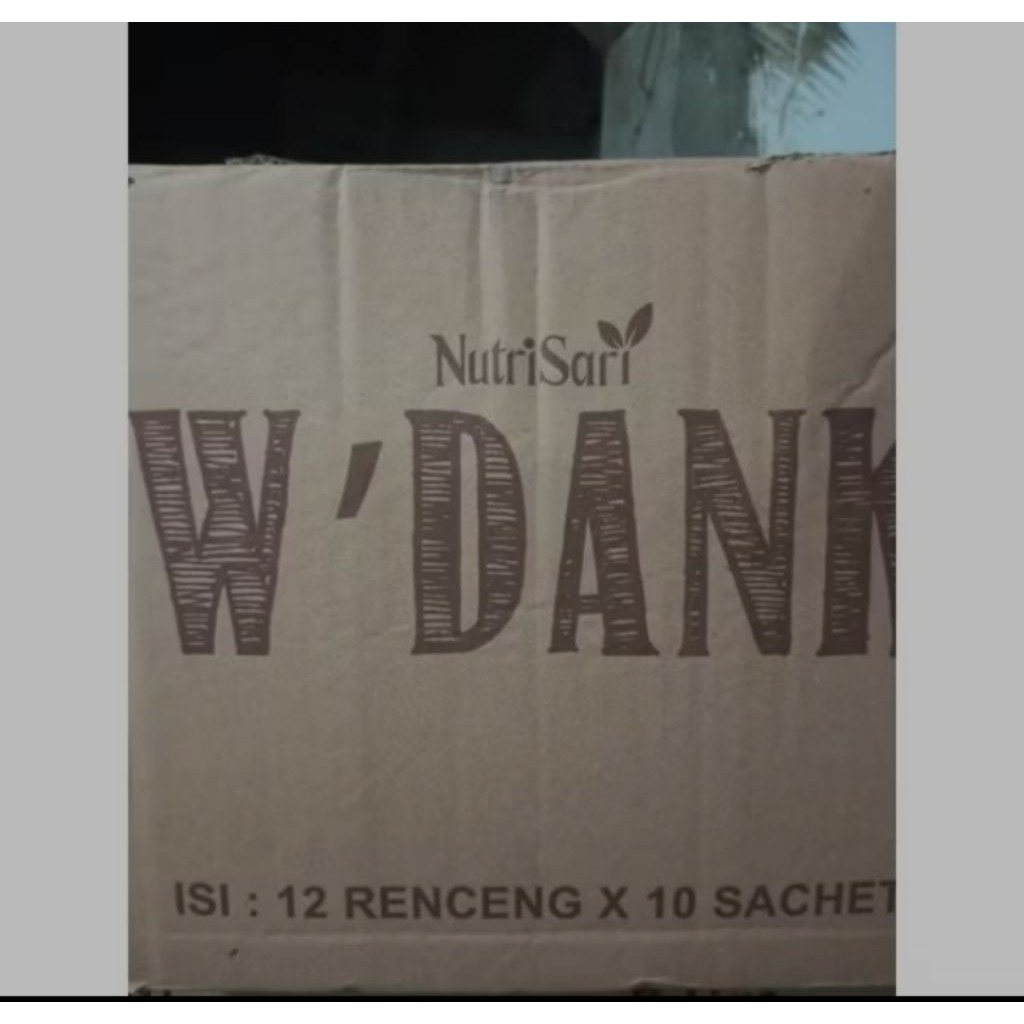 NutriSari
W'DANK
ISI : 12 RENCENG X 10 SACHET